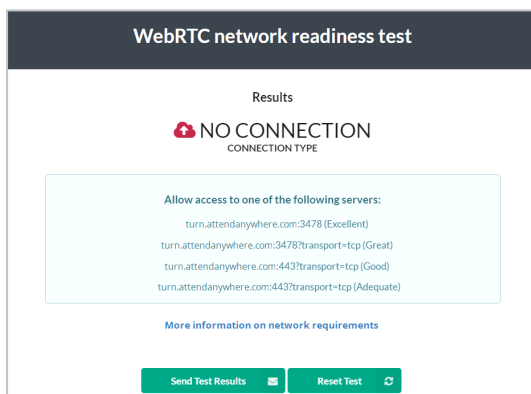 WebRTC network readiness test
Results
NO CONNECTION
CONNECTION TYPE
Allow access to one of the following servers:
turn.attendanywhere.com:3478 (Excellent)
turn.attendanywhere.com:3478?transport=tcp (Great)
turn.attendanywhere.com:443?transport=tcp (Good)
turn.attendanywhere.com:443?transport=tcp (Adequate)
More information on network requirements
Send Test Results
Reset Test